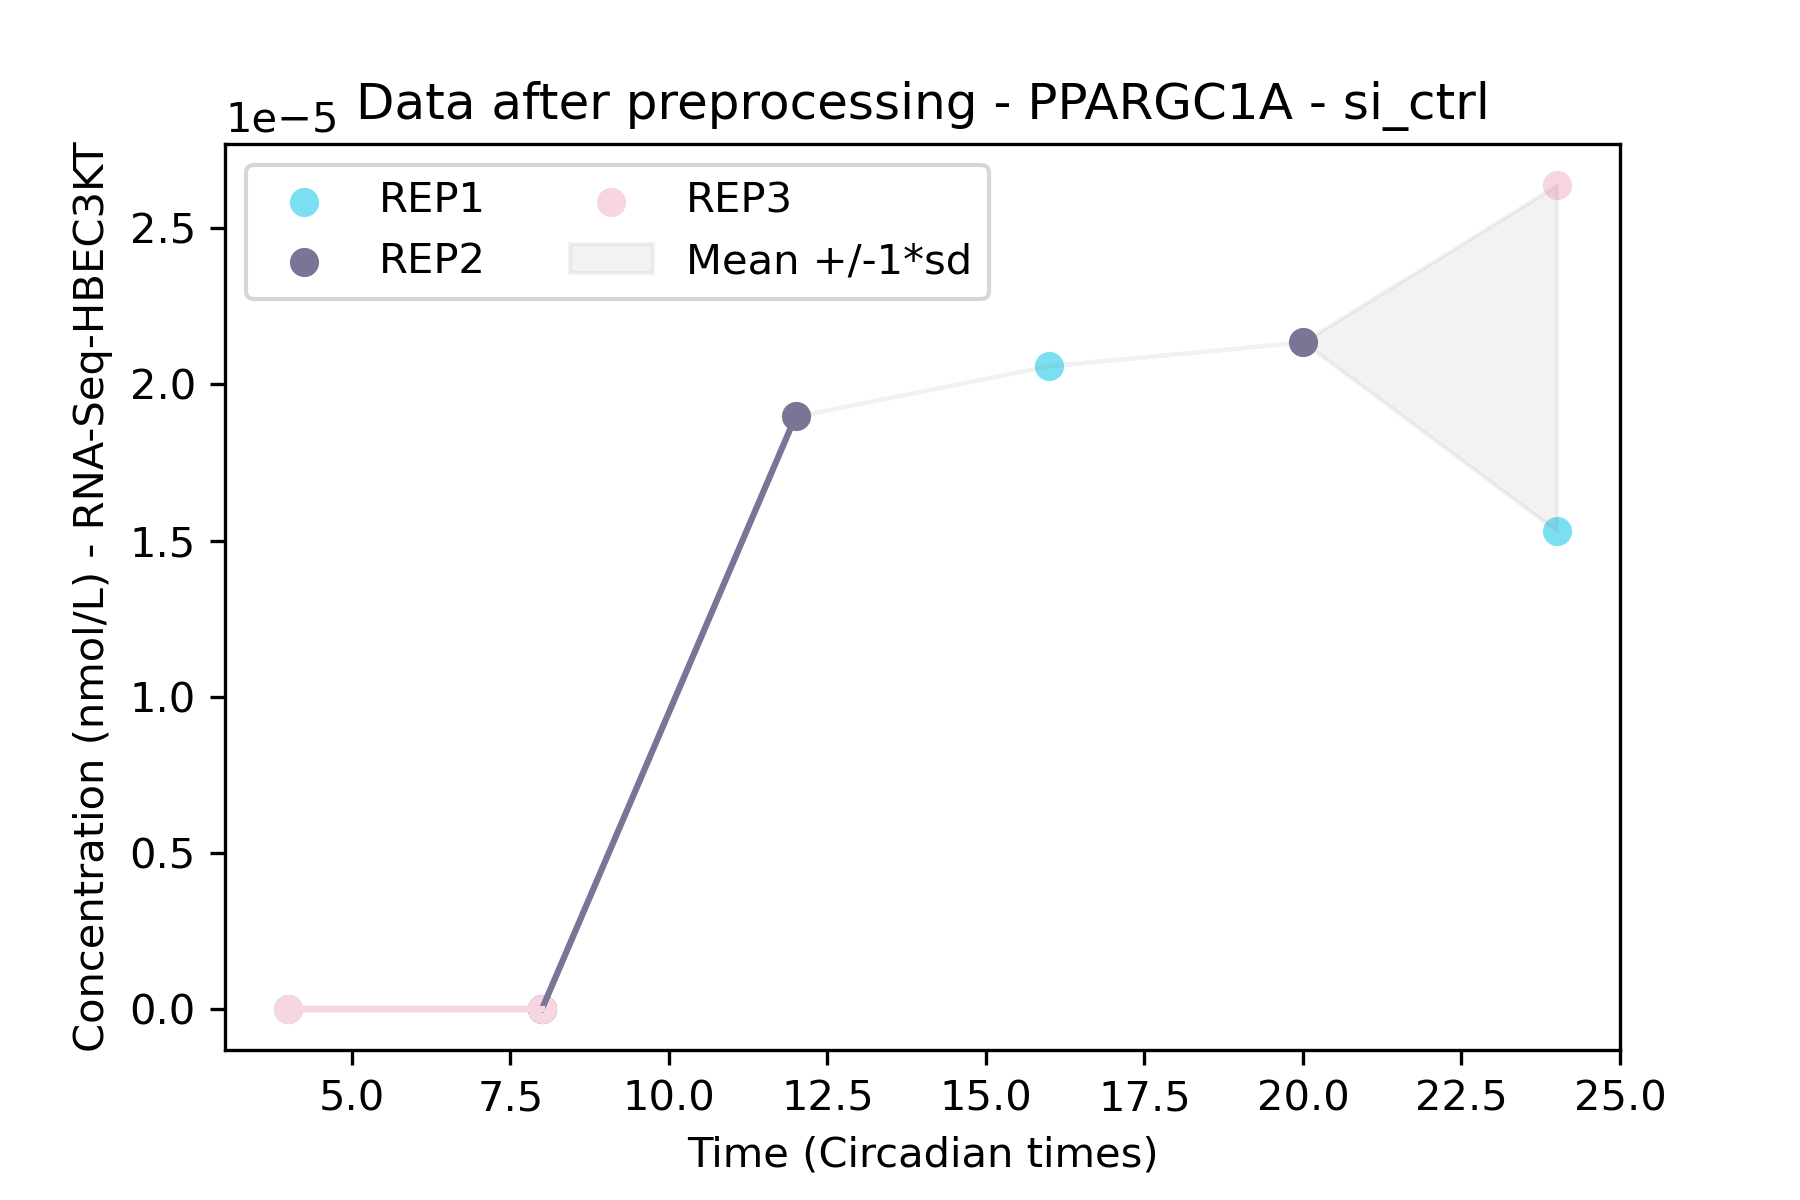 Data after preprocessing - PPARGC1A - si_ctrl
1e−5
REP1
REP2
REP3
Mean +/-1*sd
Concentration (nmol/L) - RNA-Seq-HBEC3KT
2.5
2.0
1.5
1.0
0.5
0.0
5.0 7.5 10.0 12.5 15.0 17.5 20.0 22.5 25.0
Time (Circadian times)